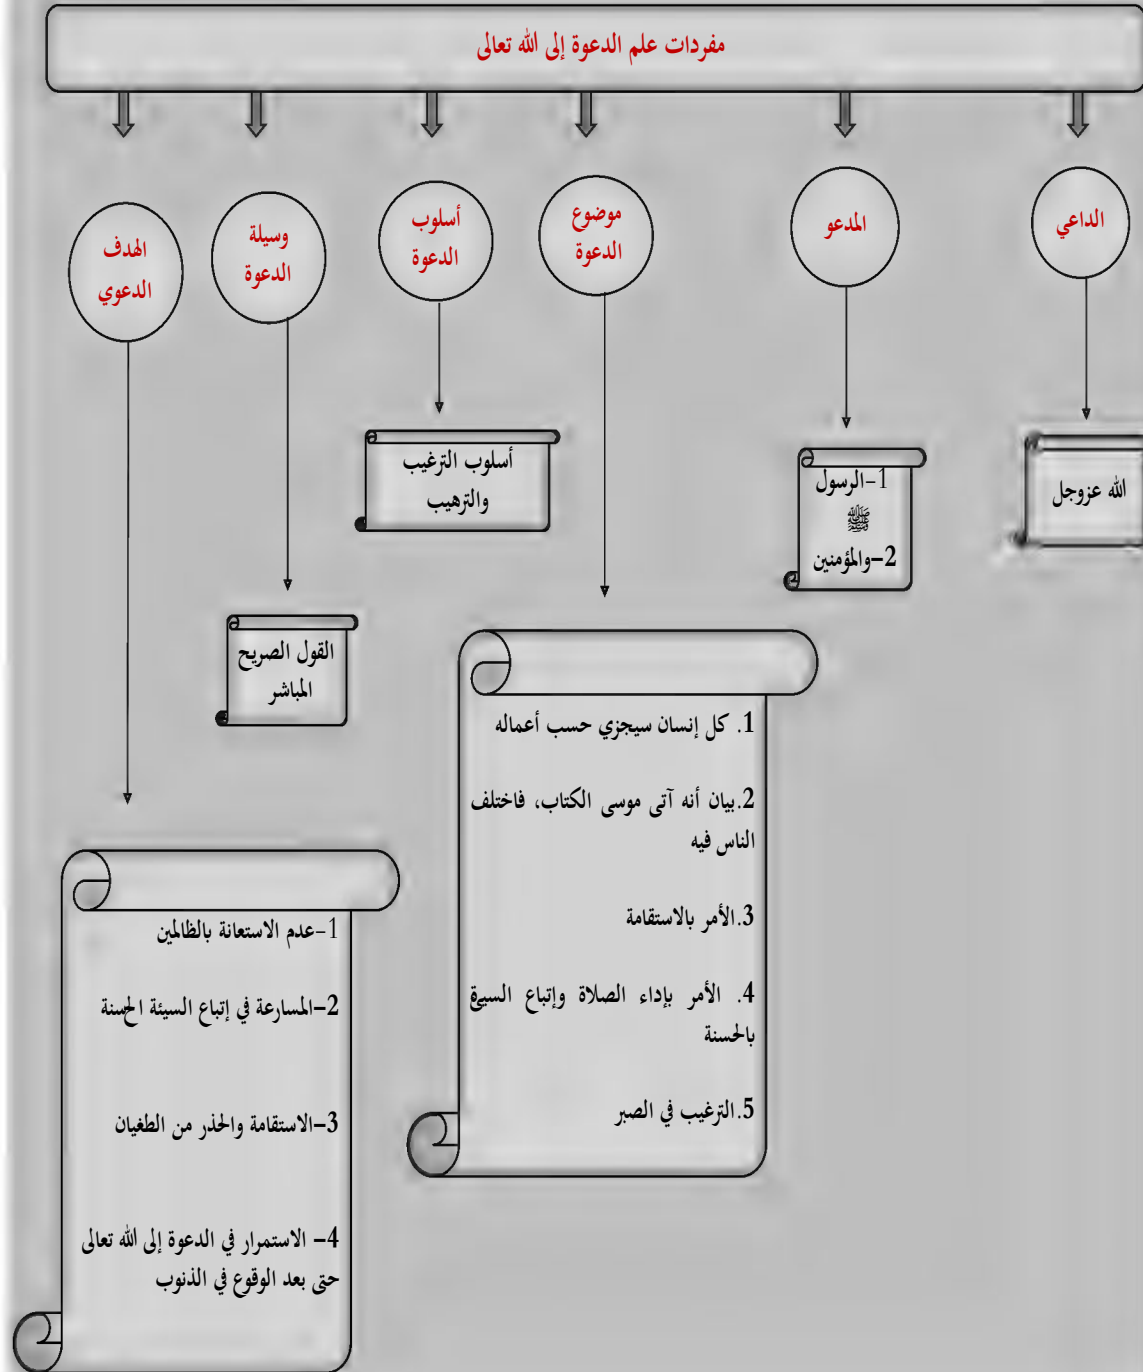 مفردات علم الدعوة إلى الله تعالى
الداعي
المدعو
موضوع
الدعوة
أسلوب
الدعوة
وسيلة
الدعوة
الهدف
الدعوي
الله عزوجل
1-الرسول
ﷺ
2-والمؤمنين
أسلوب الترغيب
والترهيب
القول الصريح
المباشر
1. كل إنسان سيجزي حسب أعماله
2.بيان أنه آتى موسى الكتاب، فاختلف
الناس فيه
3.الأمر بالاستقامة
4. الأمر بإداء الصلاة وإتباع السيئة
بالحسنة
5.الترغيب في الصبر
1-عدم الاستعانة بالظالمين
2-المسارعة في إتباع السيئة الحسنة
3-الاستقامة والحذر من الطغيان
4- الاستمرار في الدعوة إلى الله تعالى
حتى بعد الوقوع في الذنوب